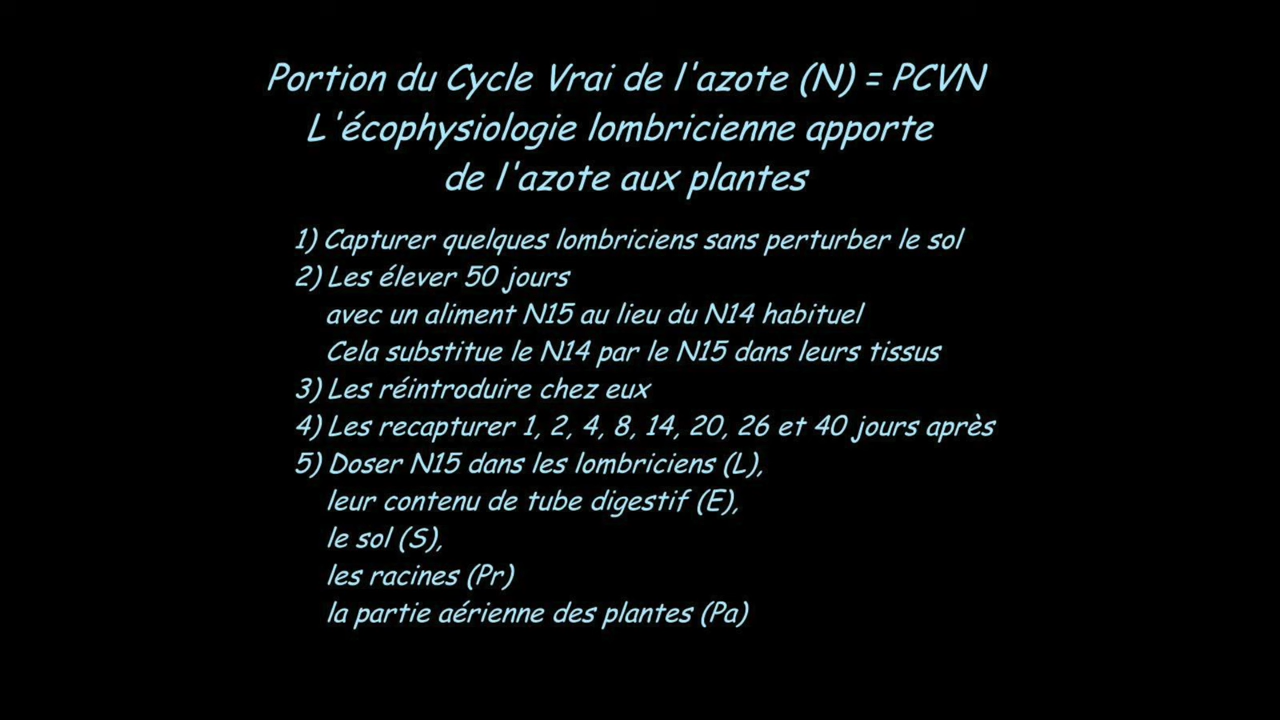 Portion du Cycle Vrai de l'azote (N) = PCVN
L'écophysiologie lombricienne apporte
de l'azote aux plantes
1) Capturer quelques lombriciens sans perturber le sol
2) Les élever 50 jours
avec un aliment N15 au lieu du N14 habituel
Cela substitue le N14 par le N15 dans leurs tissus
3) Les réintroduire chez eux
4) Les recapturer 1, 2, 4, 8, 14, 20, 26 et 40 jours après
5) Doser N15 dans les lombriciens (L),
leur contenu de tube digestif (E),
le sol (S),
les racines (Pr)
la partie aérienne des plantes (Pa)